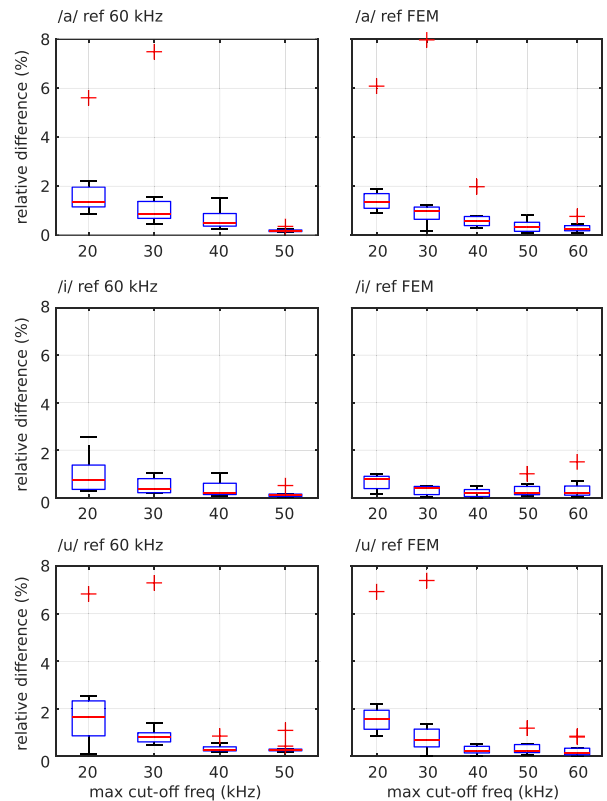 /a/ ref 60 kHz
/a/ ref FEM
relative difference (%)
8
6
4
2
0
20 30 40 50
20 30 40 50 60
/i/ ref 60 kHz
/i/ ref FEM
relative difference (%)
8
6
4
2
0
20 30 40 50
20 30 40 50 60
/u/ ref 60 kHz
/u/ ref FEM
relative difference (%)
8
6
4
2
0
20 30 40 50
20 30 40 50 60
max cut-off freq (kHz)
max cut-off freq (kHz)